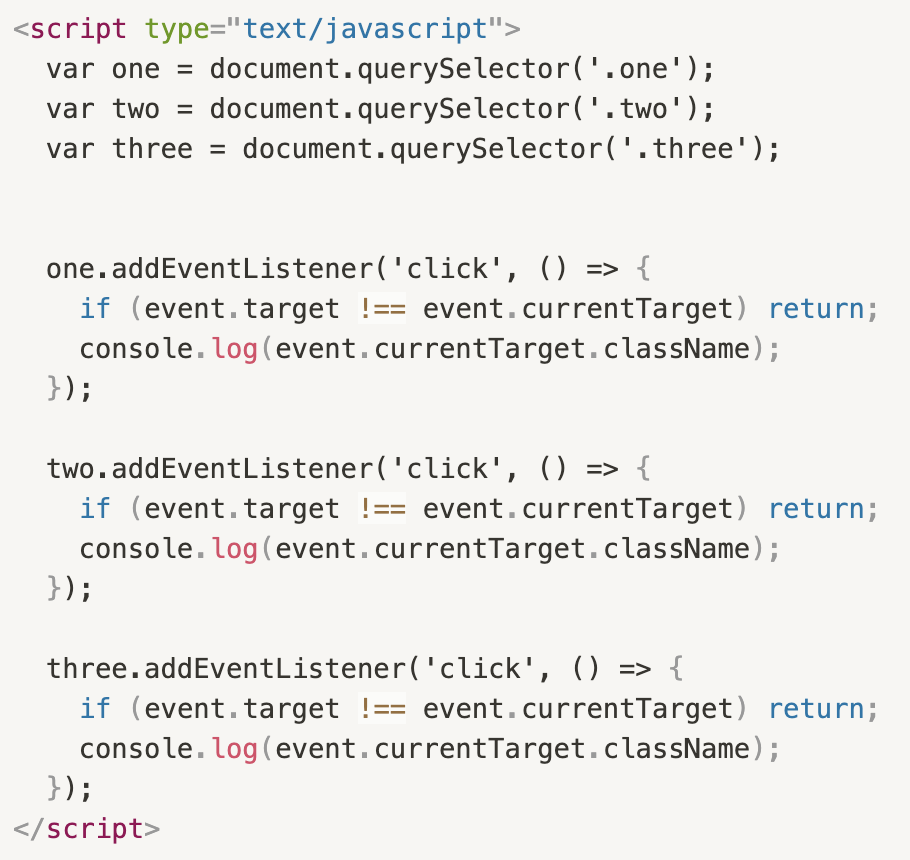 <script type="text/javascript">
  var one = document.querySelector('.one');
  var two = document.querySelector('.two');
  var three = document.querySelector('.three');


  one.addEventListener('click', () => {
    if (event.target !== event.currentTarget) return;
    console.log(event.currentTarget.className);
  });

  two.addEventListener('click', () => {
    if (event.target !== event.currentTarget) return;
    console.log(event.currentTarget.className);
  });

  three.addEventListener('click', () => {
    if (event.target !== event.currentTarget) return;
    console.log(event.currentTarget.className);
  });
</script>